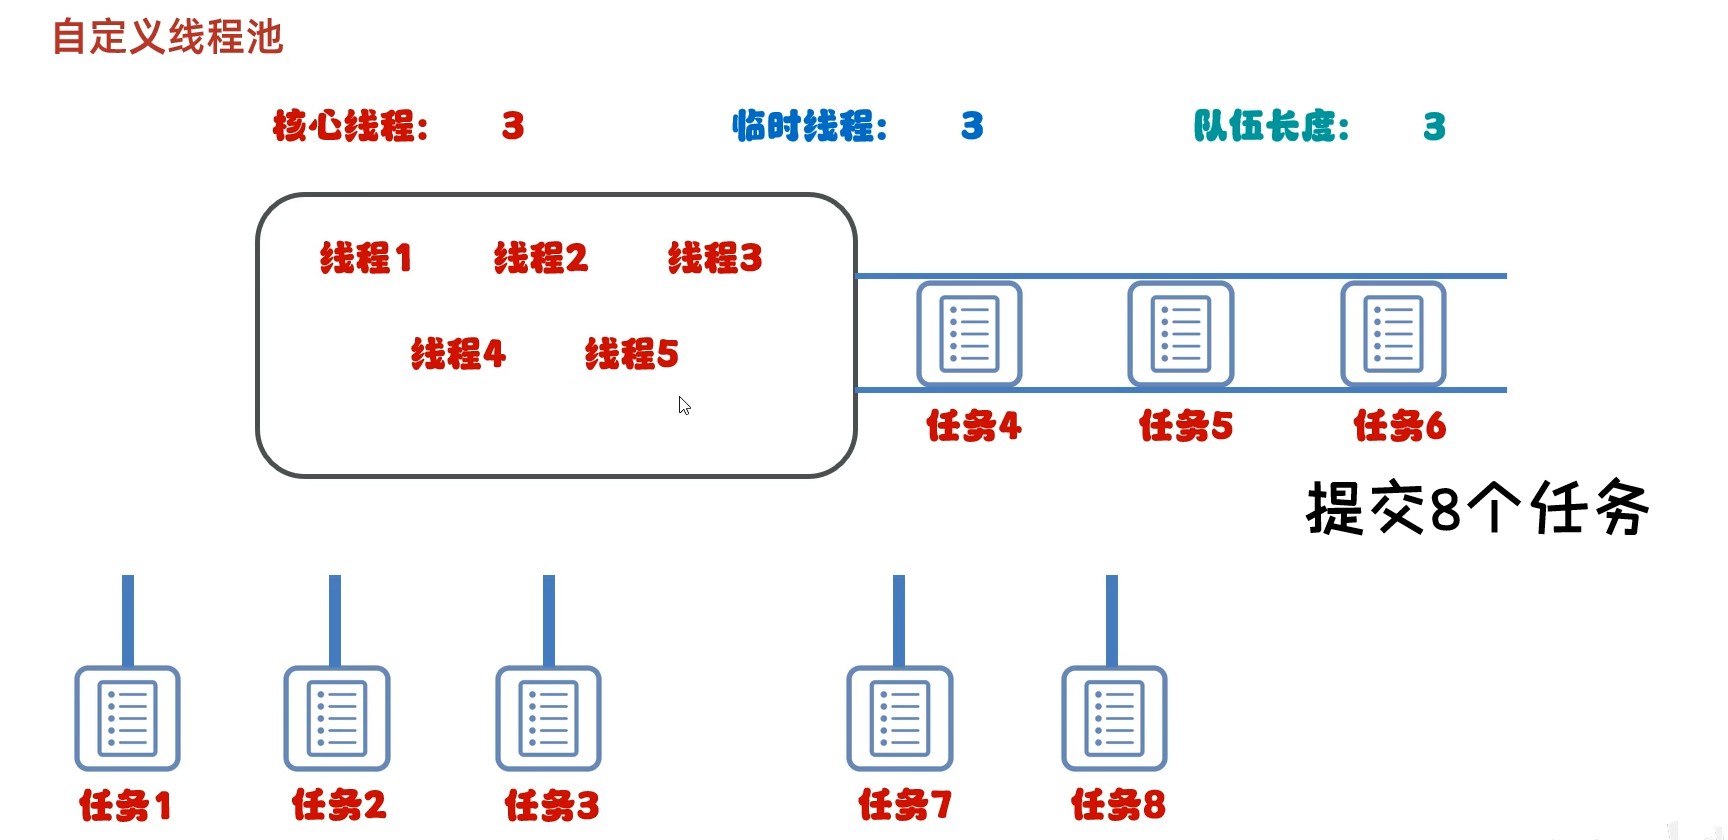 自定义线程池
核心线程: 3 临时线程: 3 队伍长度: 3
线程1 线程2 线程3
线程4 线程5
任务4 任务5 任务6
提交8个任务
任务1 任务2 任务3 任务7 任务8